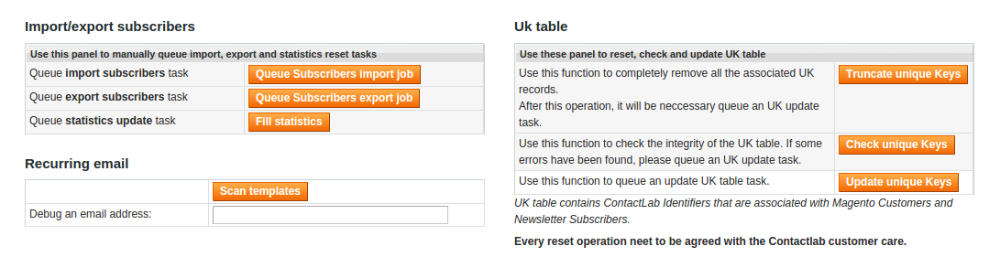 Import/export subscribers
Use this panel to manually queue import, export and statistics reset tasks
Queue import subscribers task
Queue Subscribers import job
Queue export subscribers task
Queue Subscribers export job
Queue statistics update task
Fill statistics
Recurring email
Scan templates
Debug an email address:
Uk table
Use these panel to reset, check and update UK table
Use this function to completely remove all the associated UK
records.
After this operation, it will be neccessary queue an UK update
task.
Truncate unique Keys
Use this function to check the integrity of the UK table. If some
errors have been found, please queue an UK update task.
Check unique Keys
Use this function to queue an update UK table task.
Update unique Keys
UK table contains ContactLab Identifiers that are associated with Magento Customers and
Newsletter Subscribers.
Every reset operation neet to be agreed with the Contactlab customer care.